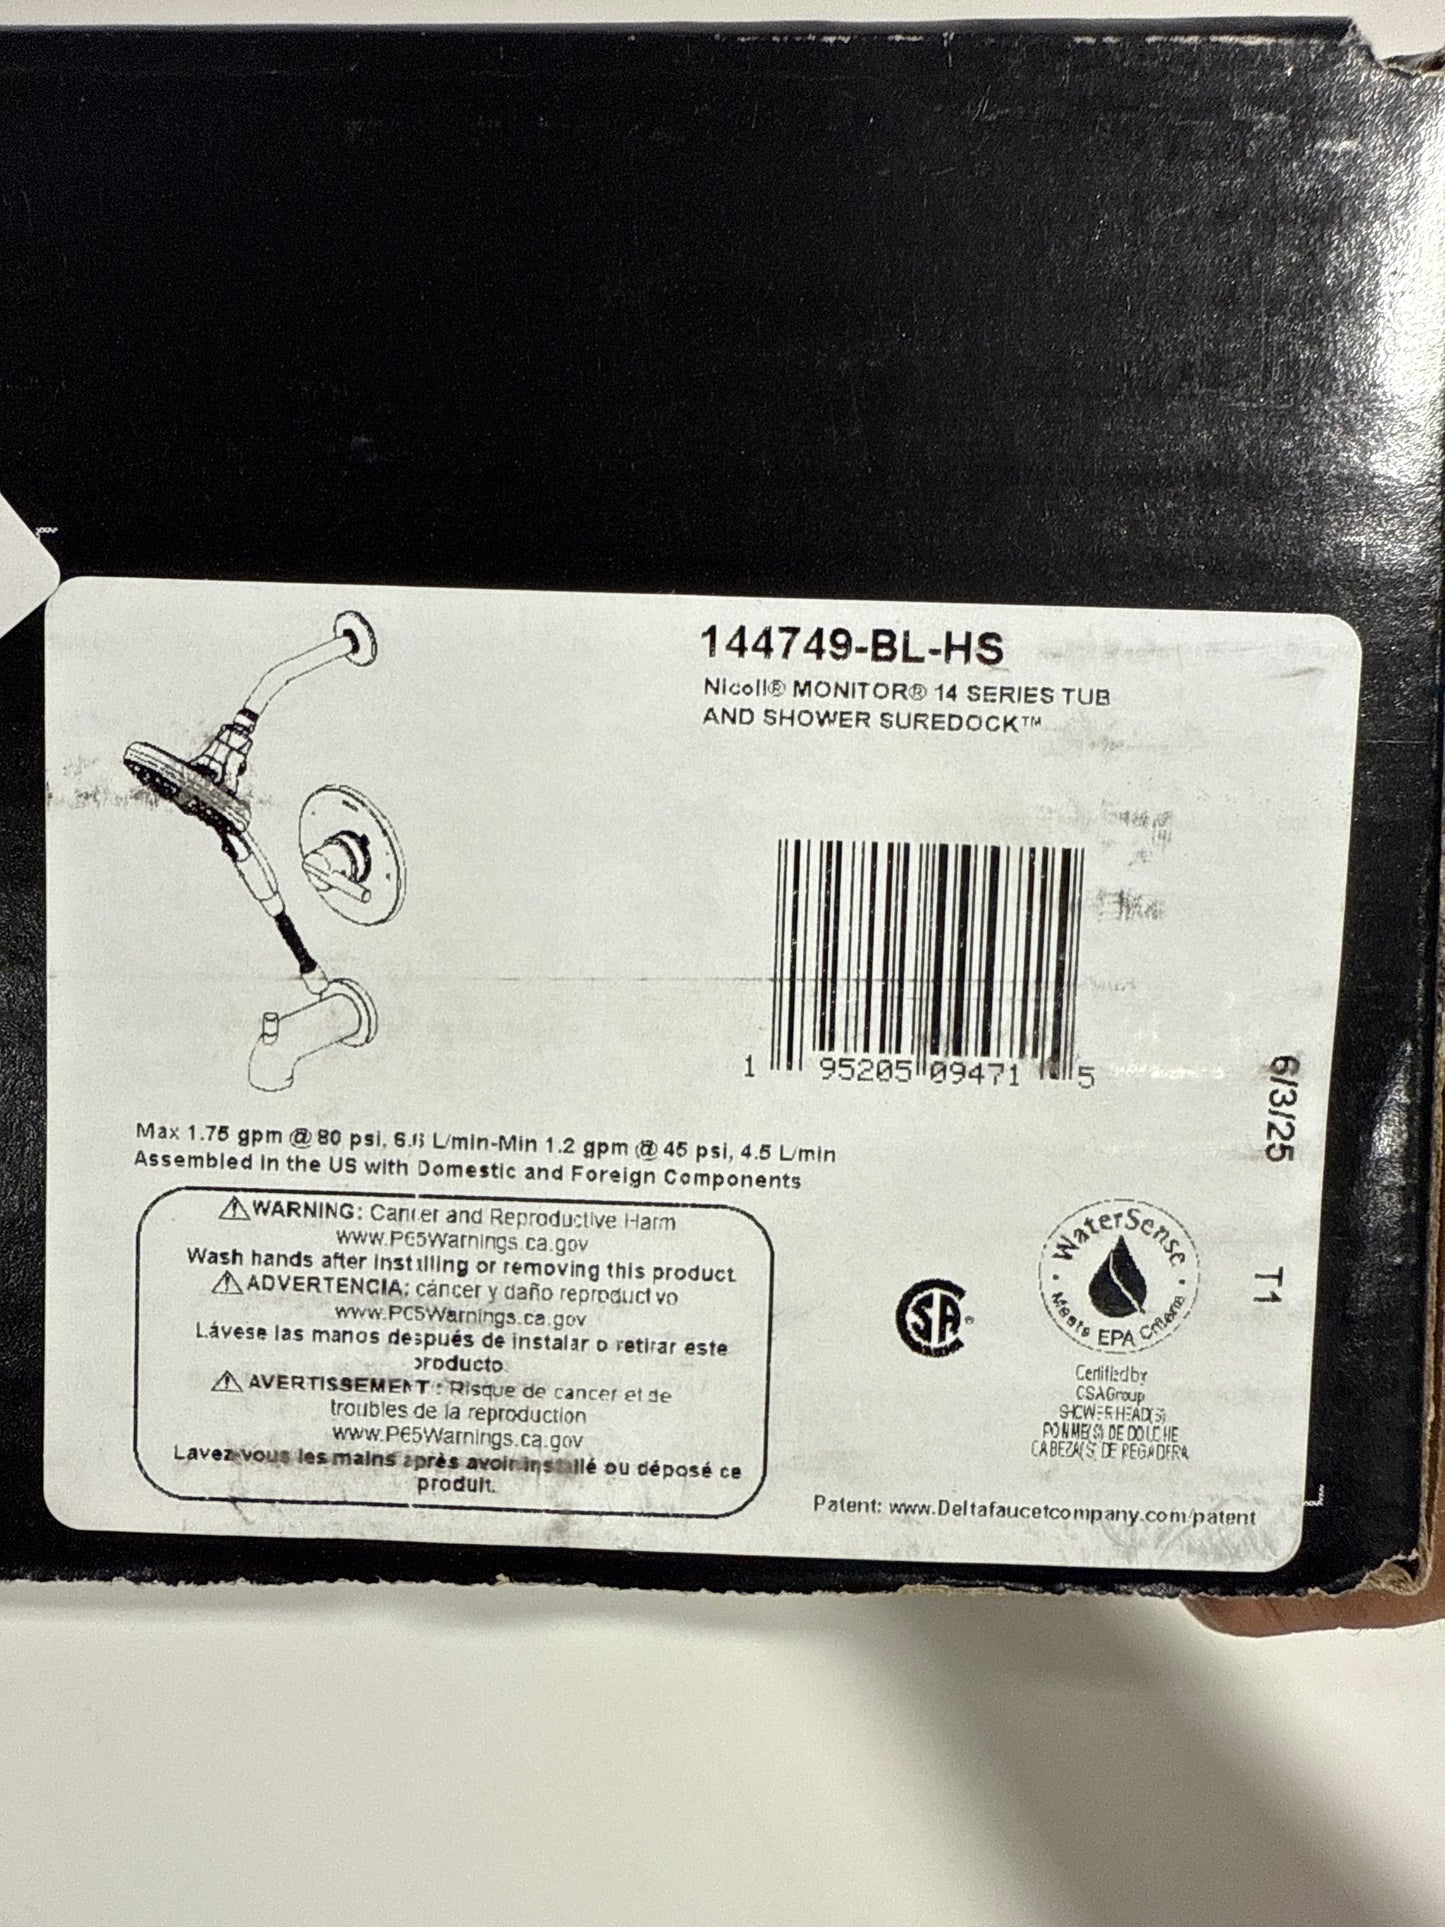 144749-BL-HS
Nicoli® MONITOR® 14 SERIES TUB
AND SHOWER SUREDOCK™
1 95205 09471 5
6/3/25
T1
Max 1.75 gpm @ 80 psi, 6.6 L/min-Min 1.2 gpm @ 45 psi, 4.5 L/min
Assembled in the US with Domestic and Foreign Components
⚠WARNING: Cancer and Reproductive Harm
www.P65Warnings.ca.gov
Wash hands after installing or removing this product
⚠ADVERTENCIA: cáncer y daño reproductivo
www.P65Warnings.ca.gov
Lávese las manos después de instalar o retirar este
producto.
⚠AVERTISSEMENT : Risque de cancer et de
troubles de la reproduction
www.P65Warnings.ca.gov
Lavez-vous les mains après avoir installé ou déposé ce
produit.
SA®
WaterSense
Meets EPA Criteria
Certified by
CSA Group
SHOWERHEAD(S)
POMME(S) DE DOUCHE
CABEZA(S) DE REGADERA
Patent: www.Deltafaucetcompany.com/patent